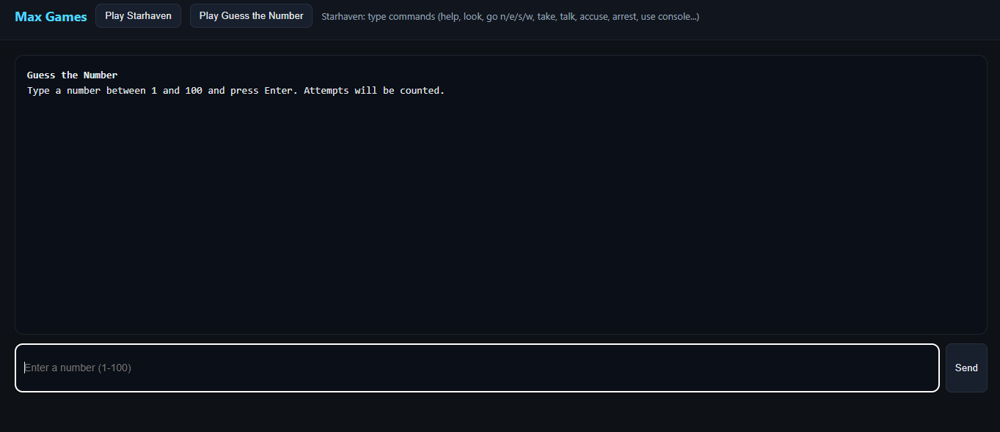 Max Games
Play Starhaven
Play Guess the Number
Starhaven: type commands (help, look, go n/e/s/w, take, talk, accuse, arrest, use console...)
Guess the Number
Type a number between 1 and 100 and press Enter. Attempts will be counted.
Enter a number (1-100)
Send